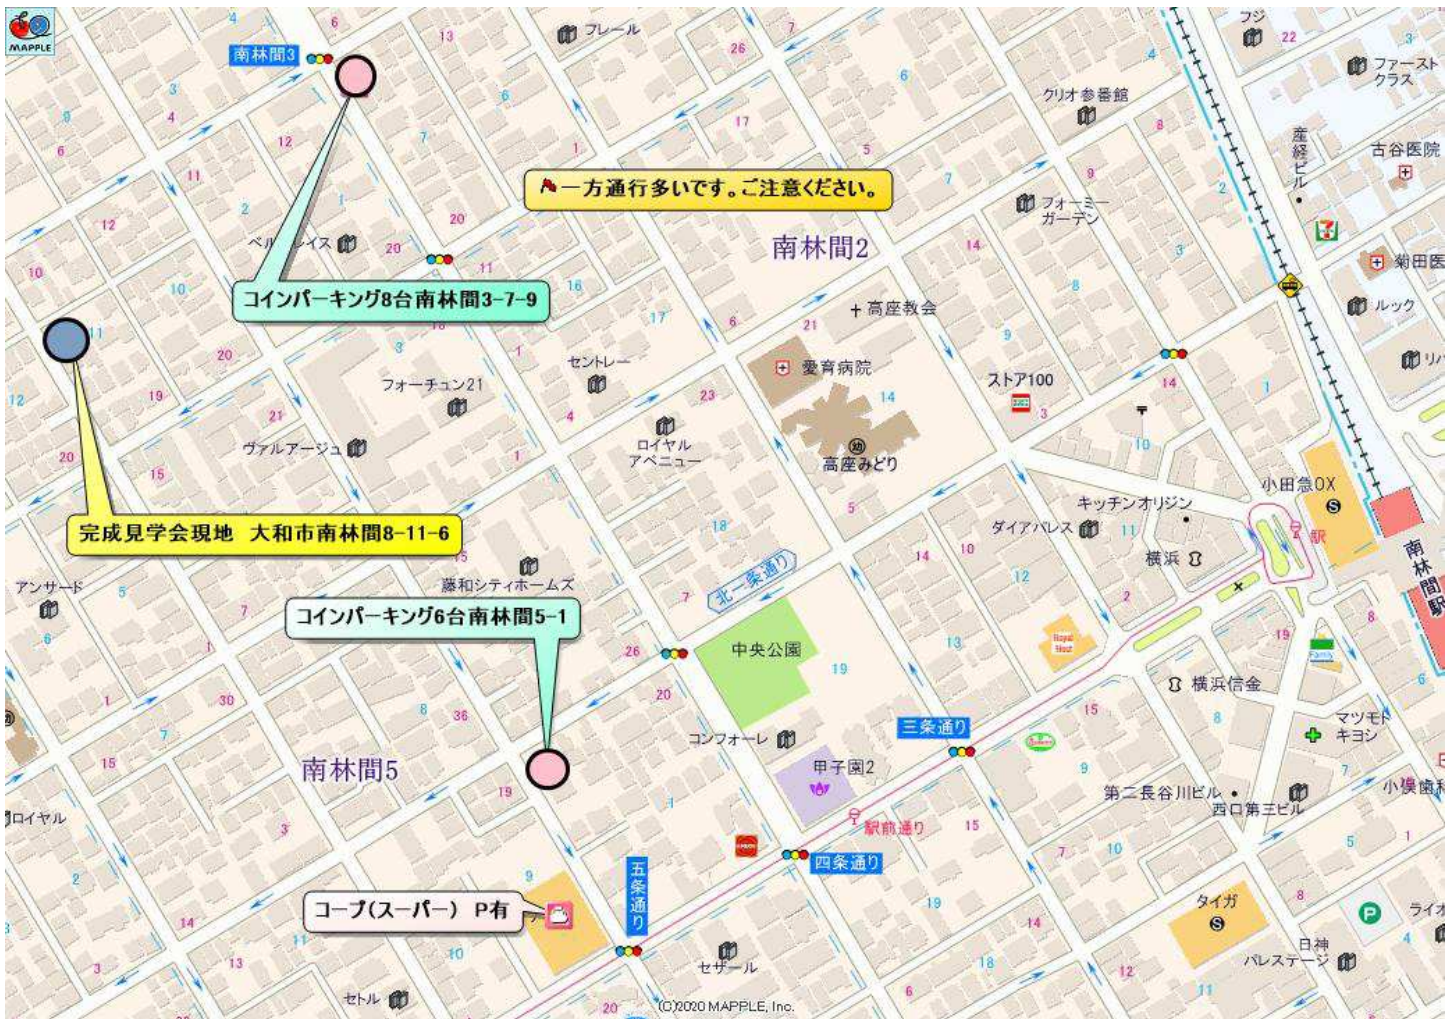 MAPPLE
南林間3
フレール
フジ
ファースト
クラス
クリオ参番館
産経ビル
古谷医院
一方通行多いです。ご注意ください。
フォーミー
ガーデン
南林間2
菊田医
コインパーキング8台南林間3-7-9
高座教会
ルック
セントレー
愛育病院
ストア100
フォーチュン21
ヴァルアージュ
ロイヤル
アベニュー
高座みどり
小田急OX
キッチンオリジン
ダイアパレス
駅
完成見学会現地 大和市南林間8-11-6
横浜
南林間駅
アンサード
藤和シティホームズ
北一条通り
コインパーキング6台南林間5-1
中央公園
Royal
Host
Family
横浜信金
マツモト
キヨシ
コンフォーレ
三条通り
南林間5
甲子園2
第二長谷川ビル
西口第三ビル
小俣歯科
ロイヤル
駅前通り
四条通り
五条通り
コープ(スーパー) P有
タイガ
ライオ
セザール
日神
パレステージ
セトル
(C)2020 MAPPLE, Inc.